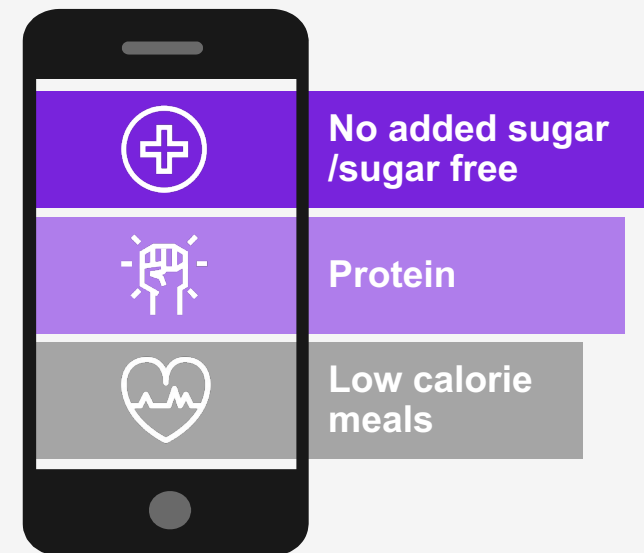 No added sugar
/sugar free
Protein
Low calorie
meals